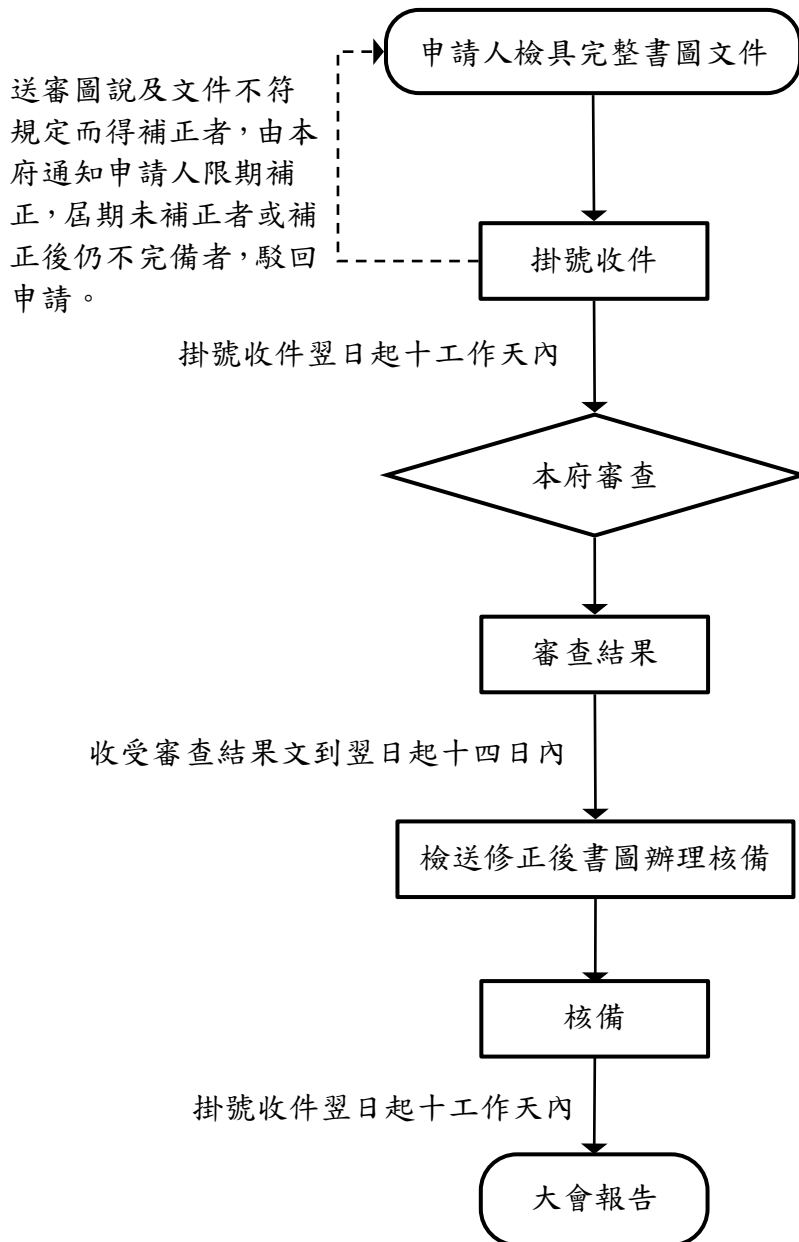 申請人檢具完整書圖文件
送審圖說及文件不符
規定而得補正者，由本
府通知申請人限期補
正，屆期未補正者或補
正後仍不完備者，駁回
申請。
掛號收件
掛號收件翌日起十工作天內
本府審查
審查結果
收受審查結果文到翌日起十四日內
檢送修正後書圖辦理核備
核備
掛號收件翌日起十工作天內
大會報告